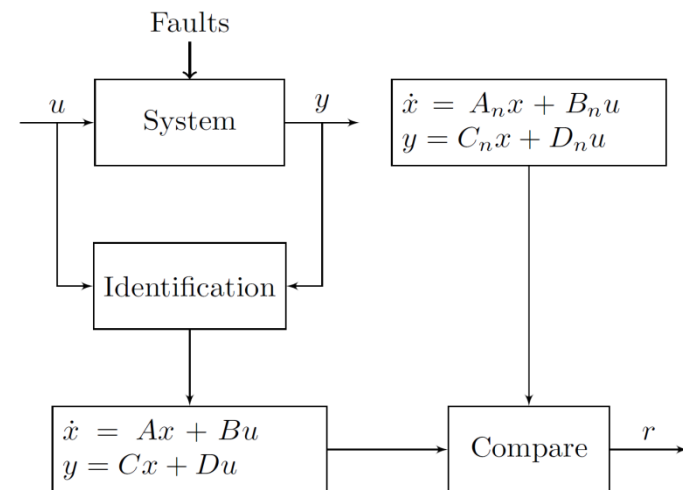 Faults
u
System
y
ẋ = Aₙx + Bₙu
y = Cₙx + Dₙu
Identification
ẋ = Ax + Bu
y = Cx + Du
Compare
r